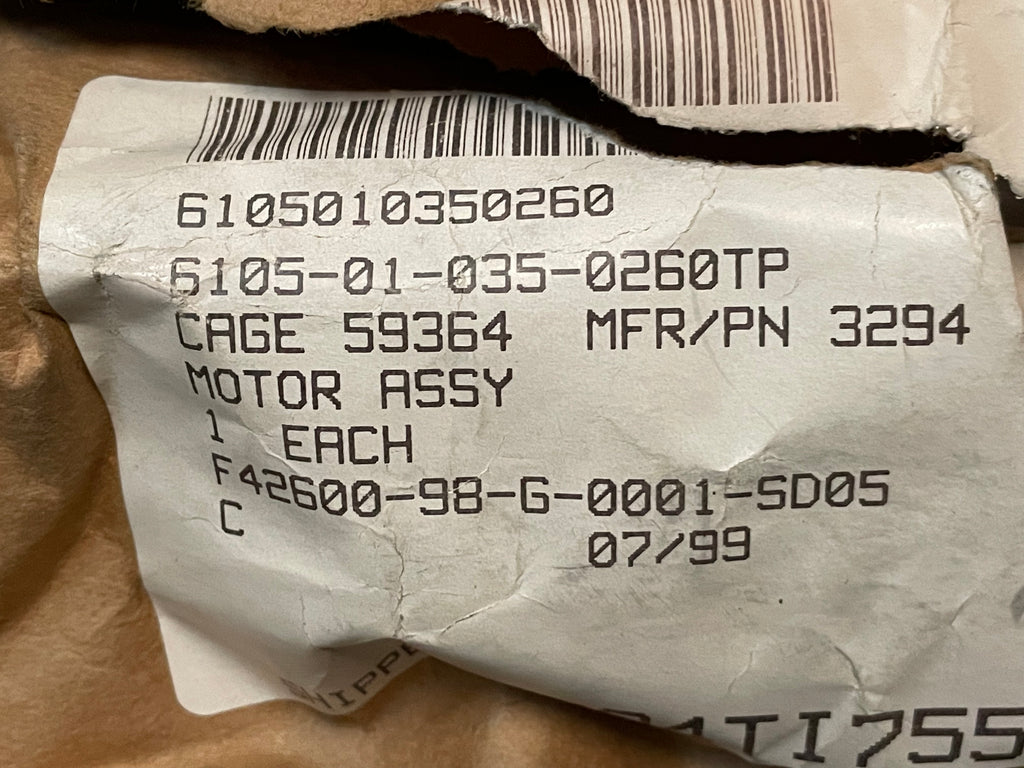 6105010350260
6105-01-035-0260TP
CAGE 59364 MFR/PN 3294
MOTOR ASSY
1 EACH
F42600-98-G-0001-SD05
C
07/99